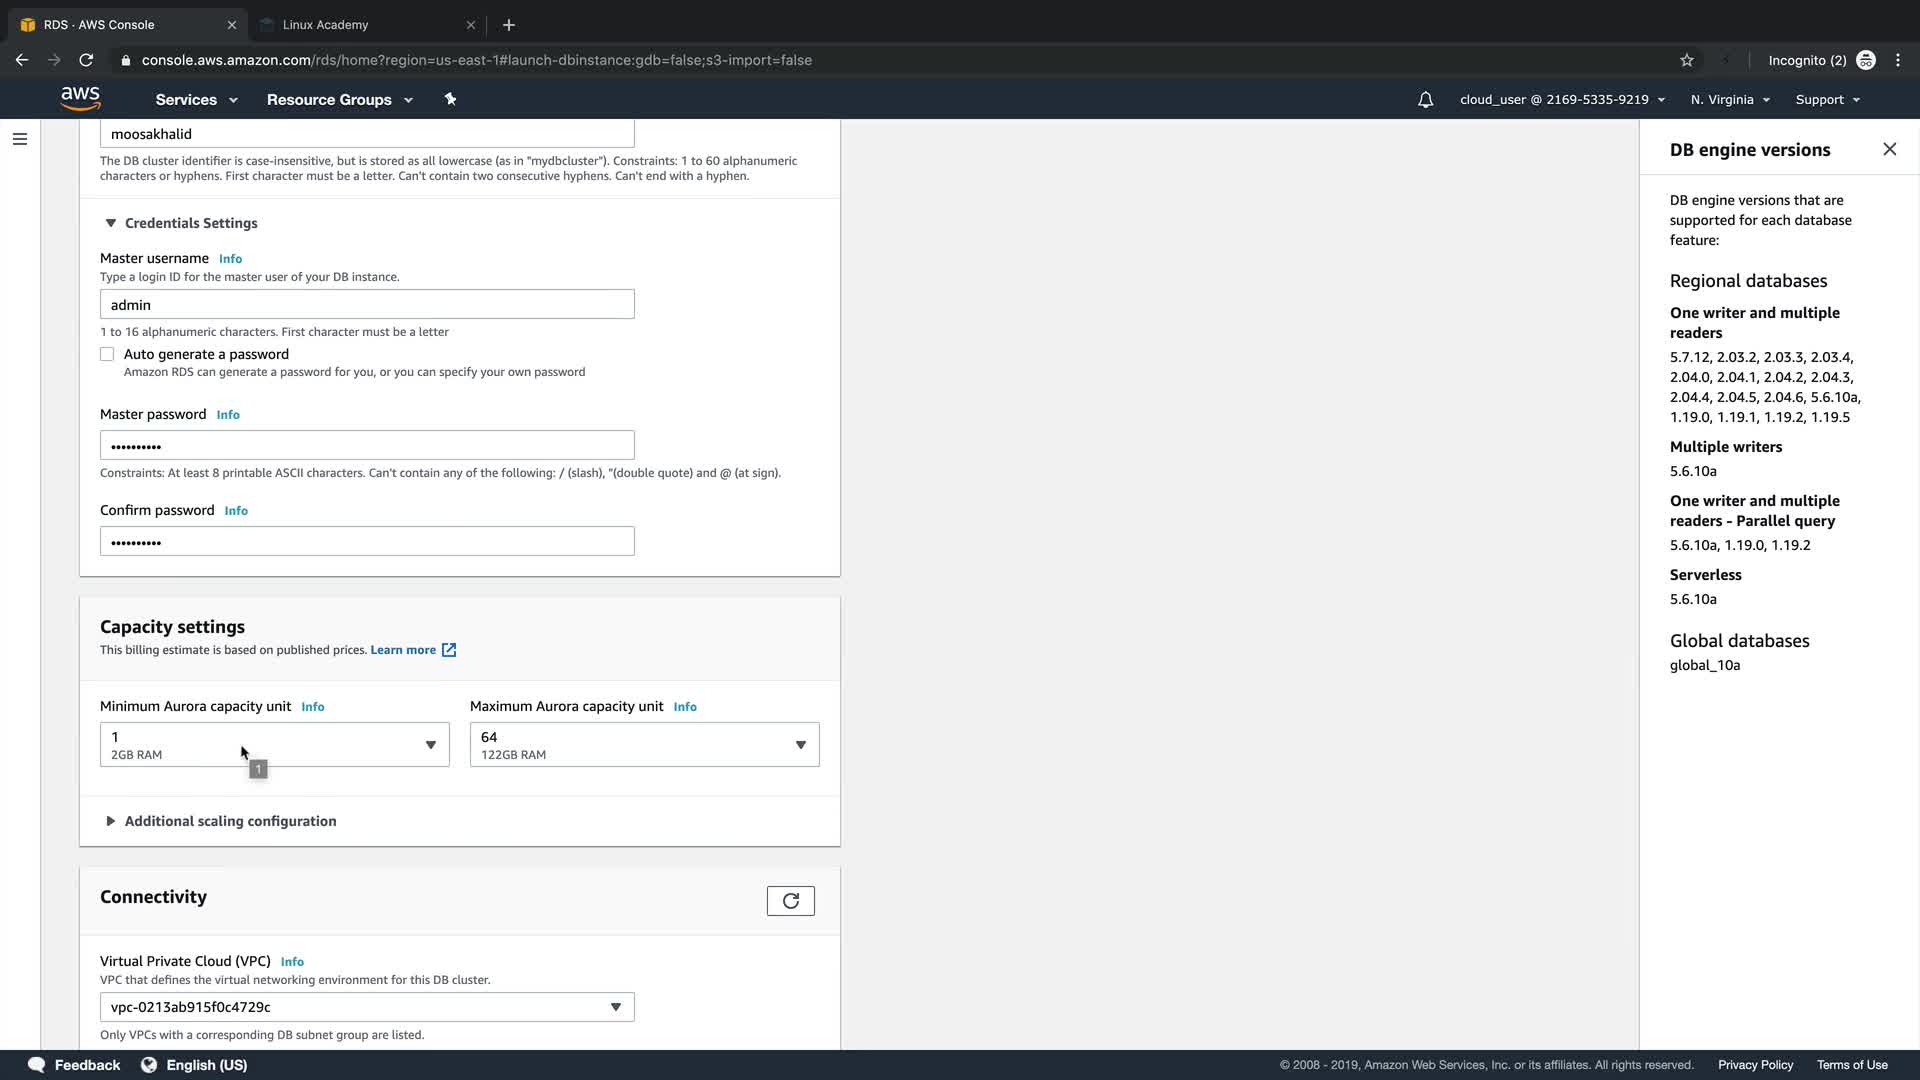 RDS · AWS Console
Linux Academy
console.aws.amazon.com/rds/home?region=us-east-1#launch-dbinstance:gdb=false;s3-import=false
Incognito (2)
aws
Services
Resource Groups
cloud_user @ 2169-5335-9219
N. Virginia
Support
moosakhalid
The DB cluster identifier is case-insensitive, but is stored as all lowercase (as in "mydbcluster"). Constraints: 1 to 60 alphanumeric
characters or hyphens. First character must be a letter. Can't contain two consecutive hyphens. Can't end with a hyphen.
Credentials Settings
Master username Info
Type a login ID for the master user of your DB instance.
admin
1 to 16 alphanumeric characters. First character must be a letter
Auto generate a password
Amazon RDS can generate a password for you, or you can specify your own password
Master password Info
••••••••••
Constraints: At least 8 printable ASCII characters. Can't contain any of the following: / (slash), "(double quote) and @ (at sign).
Confirm password Info
••••••••••
Capacity settings
This billing estimate is based on published prices. Learn more
Minimum Aurora capacity unit Info
1
2GB RAM
1
Maximum Aurora capacity unit Info
64
122GB RAM
Additional scaling configuration
Connectivity
Virtual Private Cloud (VPC) Info
VPC that defines the virtual networking environment for this DB cluster.
vpc-0213ab915f0c4729c
Only VPCs with a corresponding DB subnet group are listed.
DB engine versions
DB engine versions that are
supported for each database
feature:
Regional databases
One writer and multiple
readers
5.7.12, 2.03.2, 2.03.3, 2.03.4,
2.04.0, 2.04.1, 2.04.2, 2.04.3,
2.04.4, 2.04.5, 2.04.6, 5.6.10a,
1.19.0, 1.19.1, 1.19.2, 1.19.5
Multiple writers
5.6.10a
One writer and multiple
readers - Parallel query
5.6.10a, 1.19.0, 1.19.2
Serverless
5.6.10a
Global databases
global_10a
Feedback
English (US)
© 2008 - 2019, Amazon Web Services, Inc. or its affiliates. All rights reserved.
Privacy Policy
Terms of Use